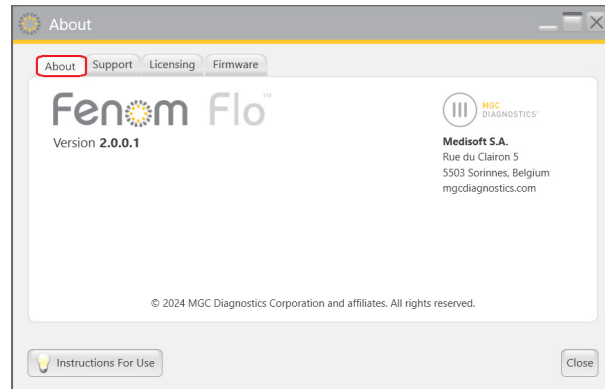 About
About Support Licensing Firmware
Fenom Flo™
Version 2.0.0.1
MGC
DIAGNOSTICS®
Medisoft S.A.
Rue du Clairon 5
5503 Sorinnes, Belgium
mgcdiagnostics.com
© 2024 MGC Diagnostics Corporation and affiliates. All rights reserved.
Instructions For Use
Close